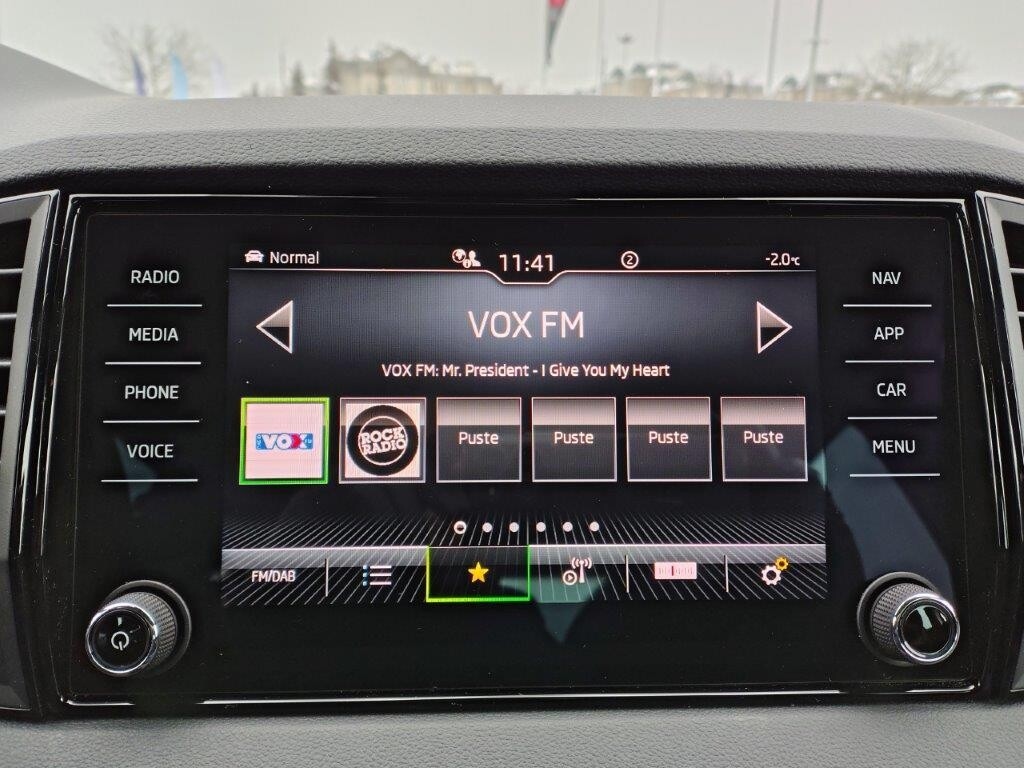 Normal
11:41
2
-2.0°C
RADIO
MEDIA
PHONE
VOICE
NAV
APP
CAR
MENU
VOX FM
VOX FM: Mr. President - I Give You My Heart
VOX
ROCK
RADIO
Puste
Puste
Puste
Puste
FM/DAB